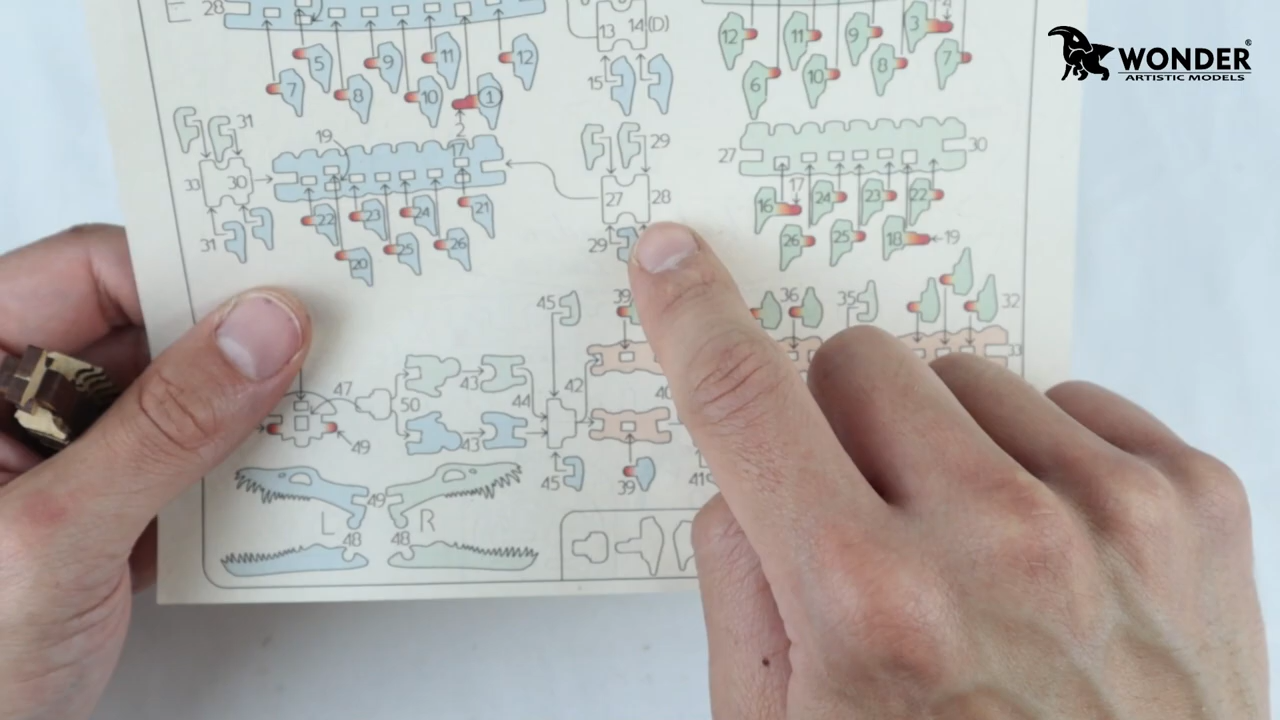 E 28
13 14(D)
5 9 11 12
7 8 10 1
2
15
12 11 9 3 4
6 10 8 7
31
19 17
33 30
31
22 23 24 21
20 25 26
29
27 28
29
27 30
17
16 24 23 22
26 25 18 19
45 39 36 35 32
33
47 50 43 44 42 40
49 43
45 39 41
49
L R
48 48
WONDER®
ARTISTIC MODELS